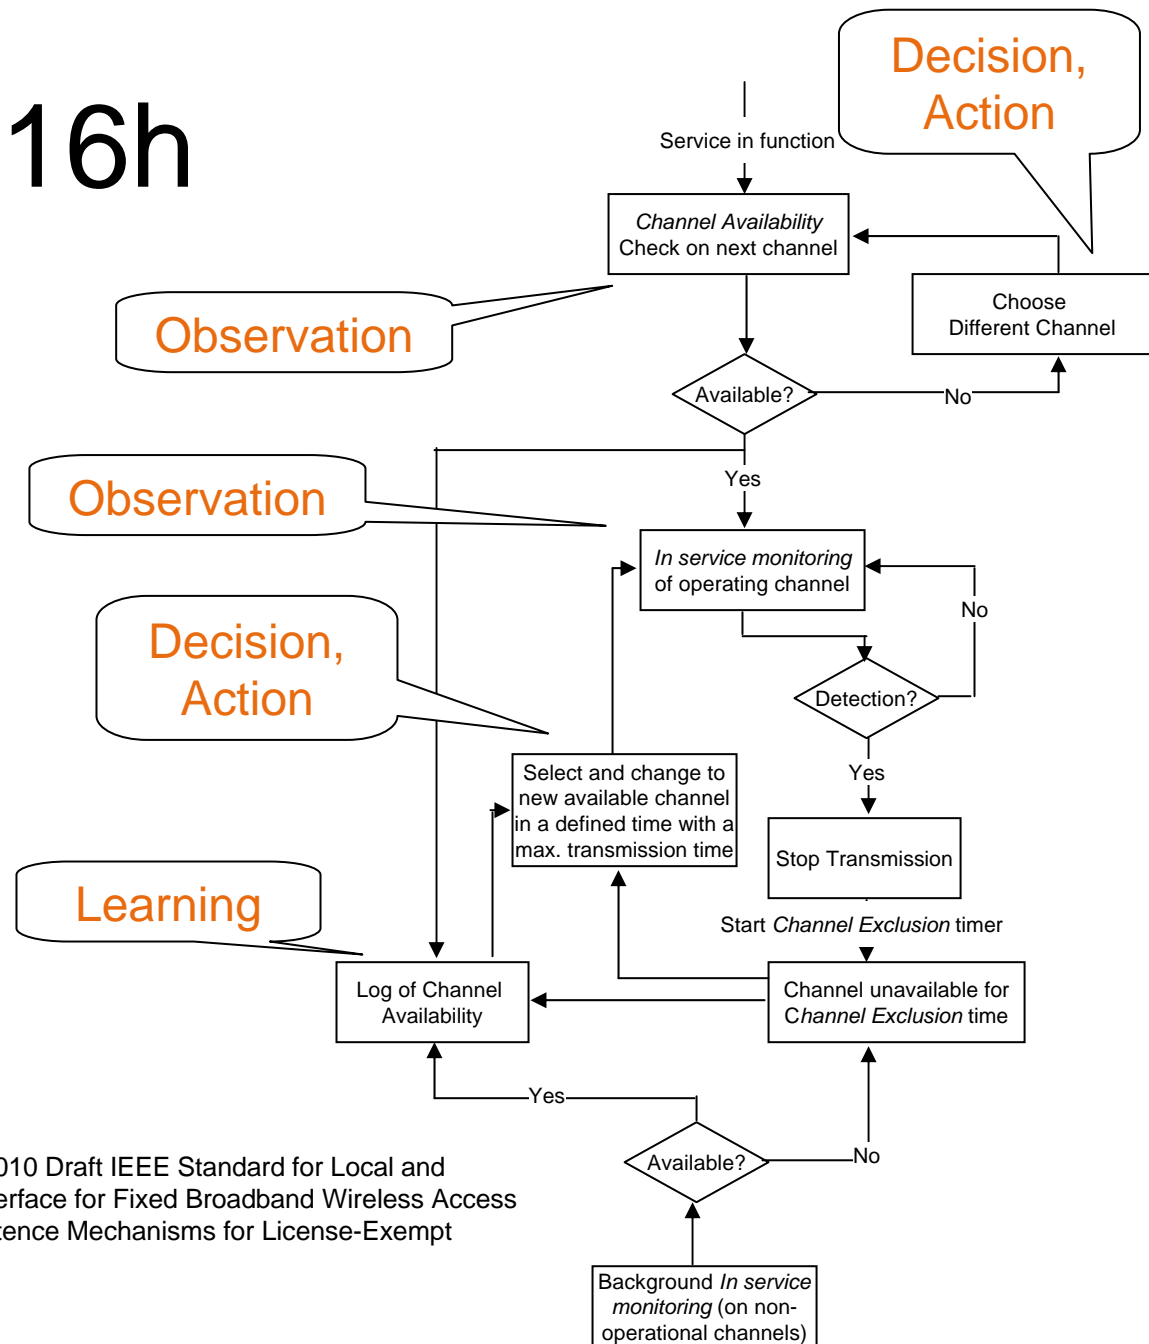 16h
Decision,
Action
Service in function
Channel Availability
Check on next channel
Choose
Different Channel
Observation
Available?
No
Yes
Observation
In service monitoring
of operating channel
No
Decision,
Action
Detection?
Yes
Select and change to
new available channel
in a defined time with a
max. transmission time
Stop Transmission
Learning
Start Channel Exclusion timer
Log of Channel
Availability
Channel unavailable for
Channel Exclusion time
Yes
Available?
No
010 Draft IEEE Standard for Local and
erface for Fixed Broadband Wireless Access
tence Mechanisms for License-Exempt
Background In service
monitoring (on non-
operational channels)